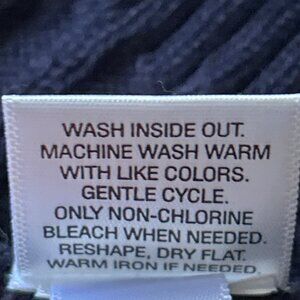 WASH INSIDE OUT.
MACHINE WASH WARM
WITH LIKE COLORS.
GENTLE CYCLE.
ONLY NON-CHLORINE
BLEACH WHEN NEEDED.
RESHAPE, DRY FLAT.
WARM IRON IF NEEDED.